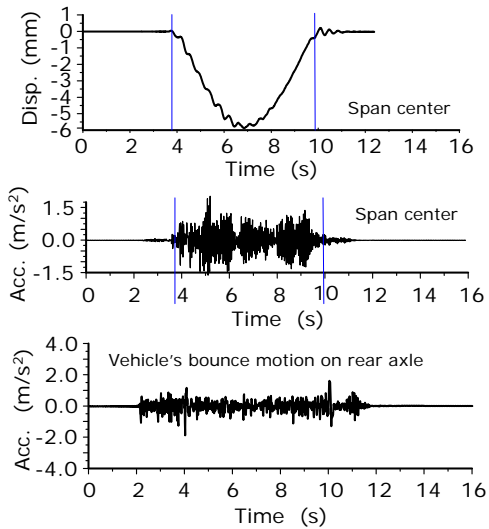 1
0
-1
-2
-3
-4
-5
-6
Disp. (mm)
Span center
0 2 4 6 8 10 12 14 16
Time (s)
1.5
0.0
-1.5
Acc. (m/s²)
Span center
0 2 4 6 8 10 12 14 16
Time (s)
4.0
2.0
0.0
-2.0
-4.0
Acc. (m/s²)
Vehicle's bounce motion on rear axle
0 2 4 6 8 10 12 14 16
Time (s)